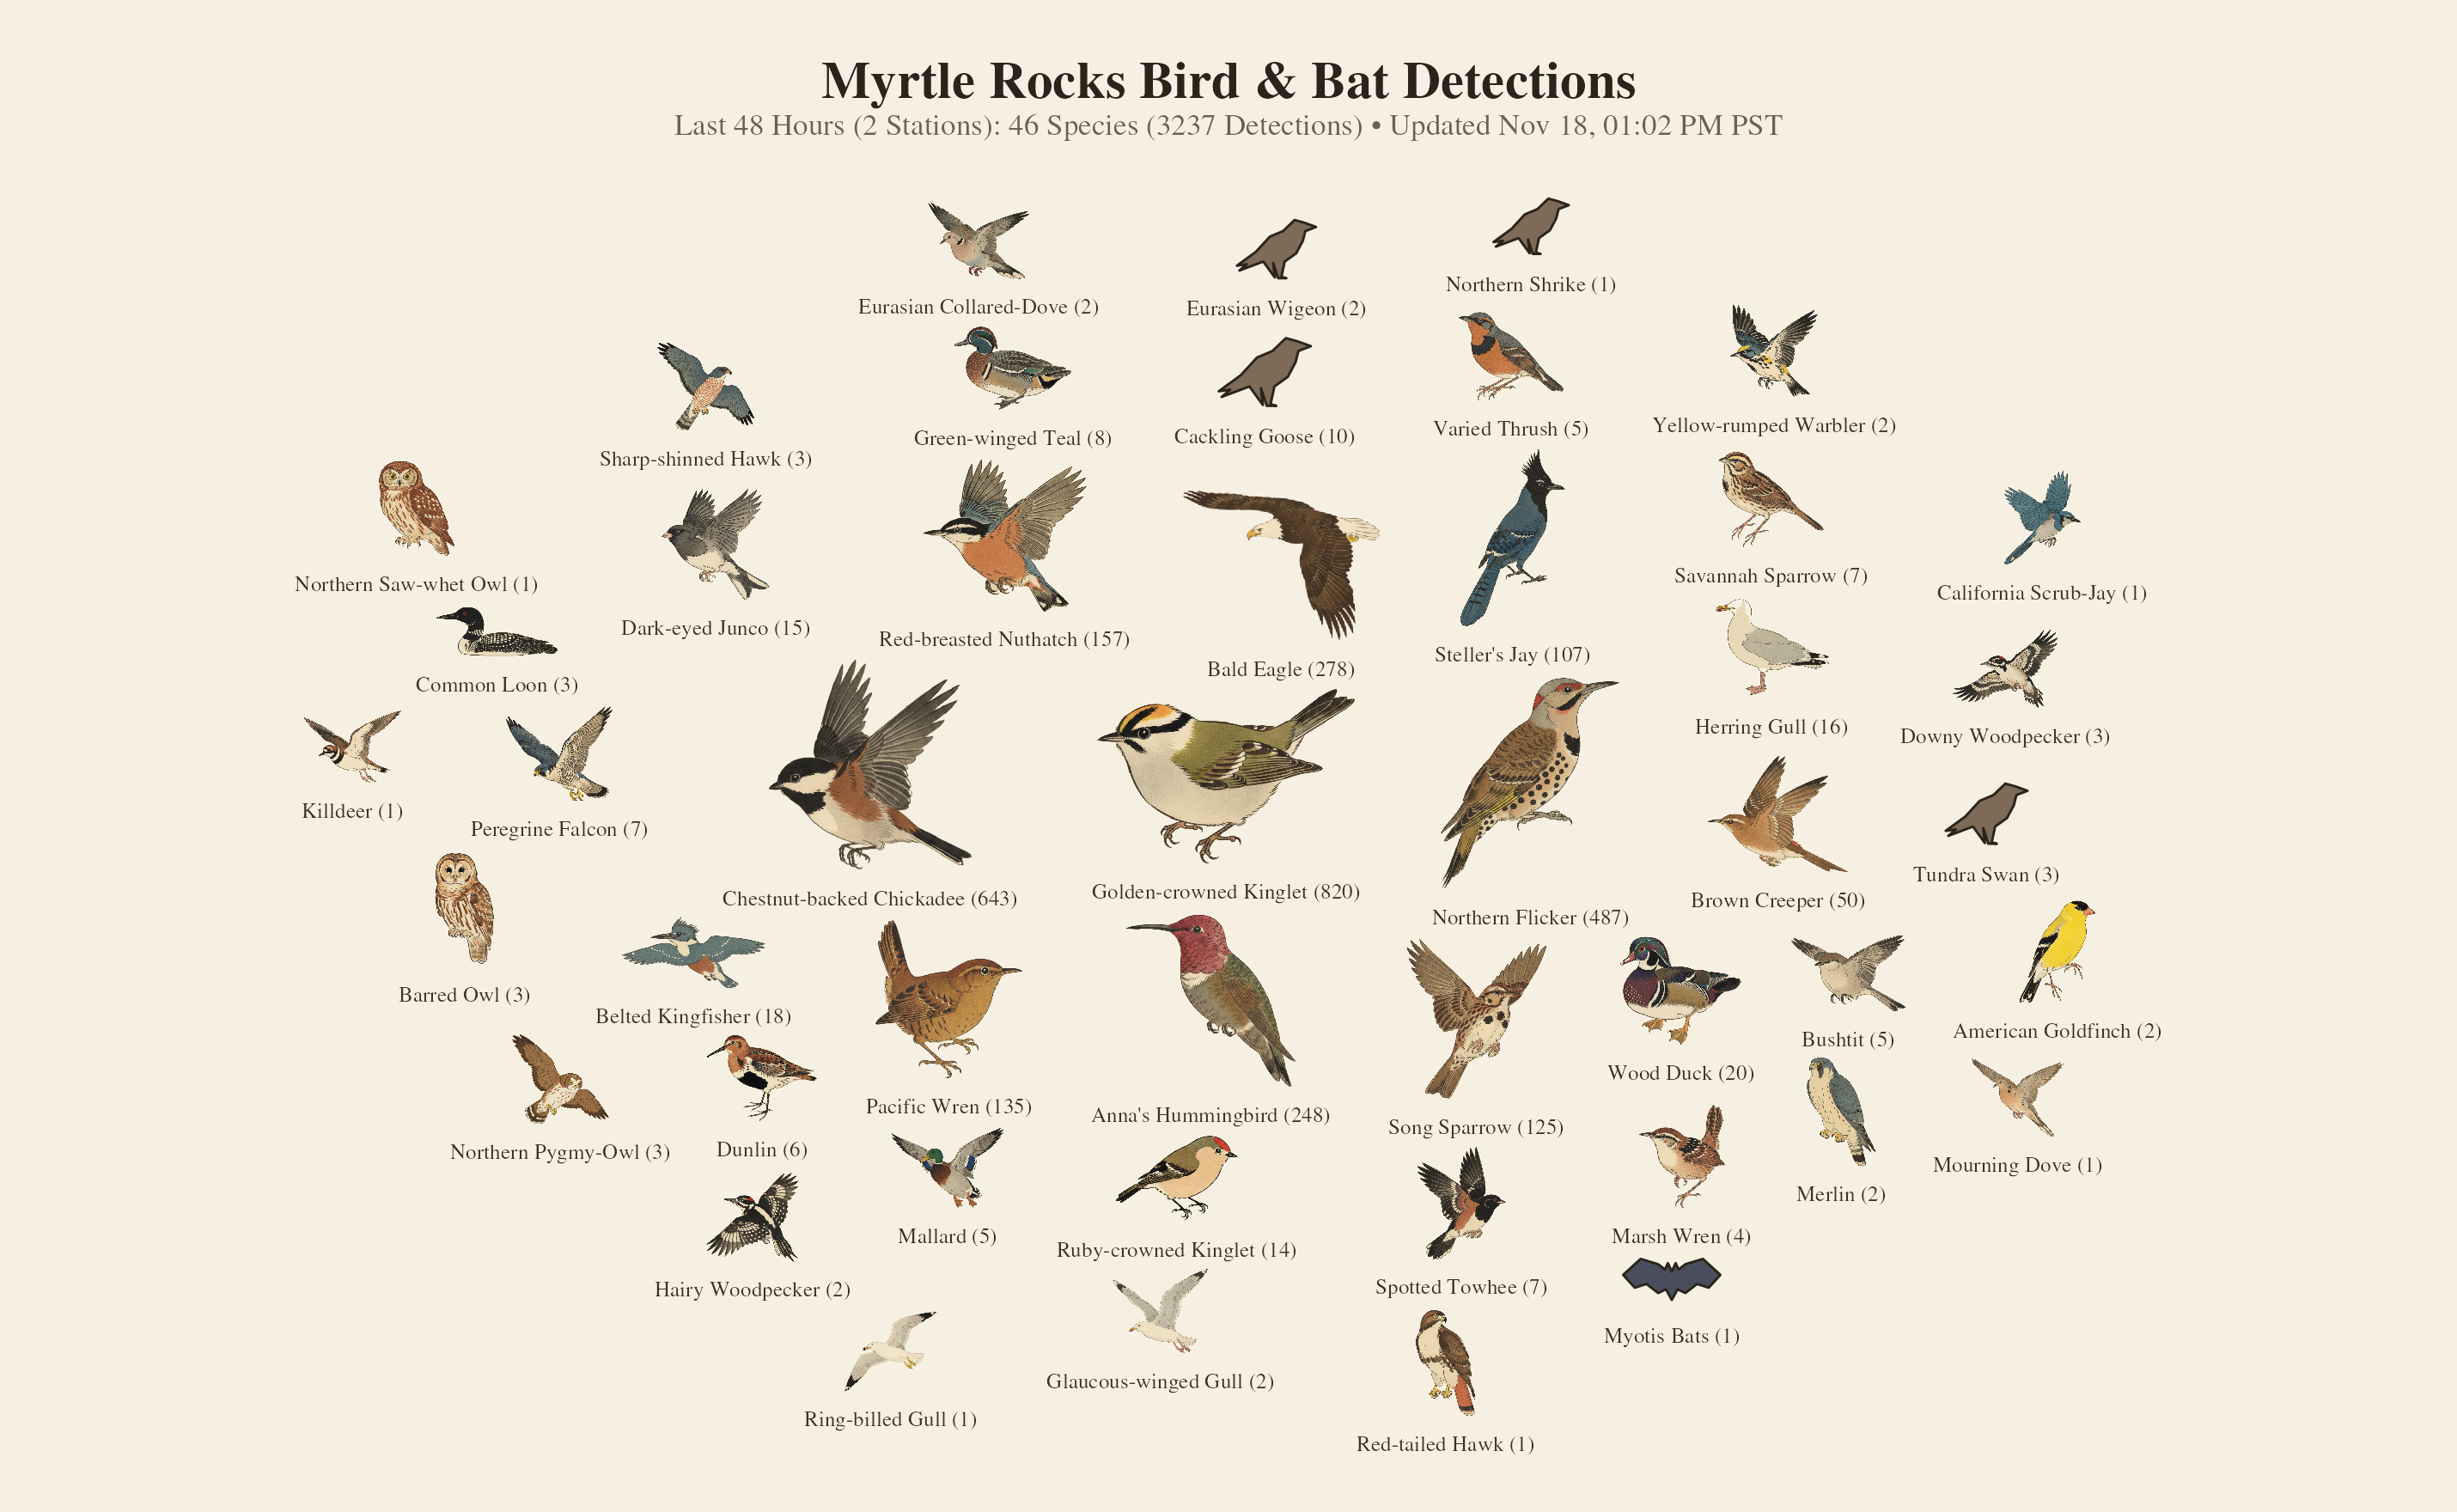 Myrtle Rocks Bird & Bat Detections
Last 48 Hours (2 Stations): 46 Species (3237 Detections) • Updated Nov 18, 01:02 PM PST
Northern Shrike (1)
Eurasian Collared-Dove (2)
Eurasian Wigeon (2)
Yellow-rumped Warbler (2)
Varied Thrush (5)
Cackling Goose (10)
Green-winged Teal (8)
Sharp-shinned Hawk (3)
Savannah Sparrow (7)
Northern Saw-whet Owl (1)
California Scrub-Jay (1)
Dark-eyed Junco (15)
Red-breasted Nuthatch (157)
Steller's Jay (107)
Bald Eagle (278)
Common Loon (3)
Herring Gull (16)
Downy Woodpecker (3)
Killdeer (1)
Peregrine Falcon (7)
Tundra Swan (3)
Golden-crowned Kinglet (820)
Chestnut-backed Chickadee (643)
Brown Creeper (50)
Northern Flicker (487)
Barred Owl (3)
Belted Kingfisher (18)
American Goldfinch (2)
Bushtit (5)
Wood Duck (20)
Pacific Wren (135)
Anna's Hummingbird (248)
Song Sparrow (125)
Northern Pygmy-Owl (3)
Dunlin (6)
Mourning Dove (1)
Merlin (2)
Mallard (5)
Marsh Wren (4)
Ruby-crowned Kinglet (14)
Spotted Towhee (7)
Hairy Woodpecker (2)
Myotis Bats (1)
Glaucous-winged Gull (2)
Ring-billed Gull (1)
Red-tailed Hawk (1)